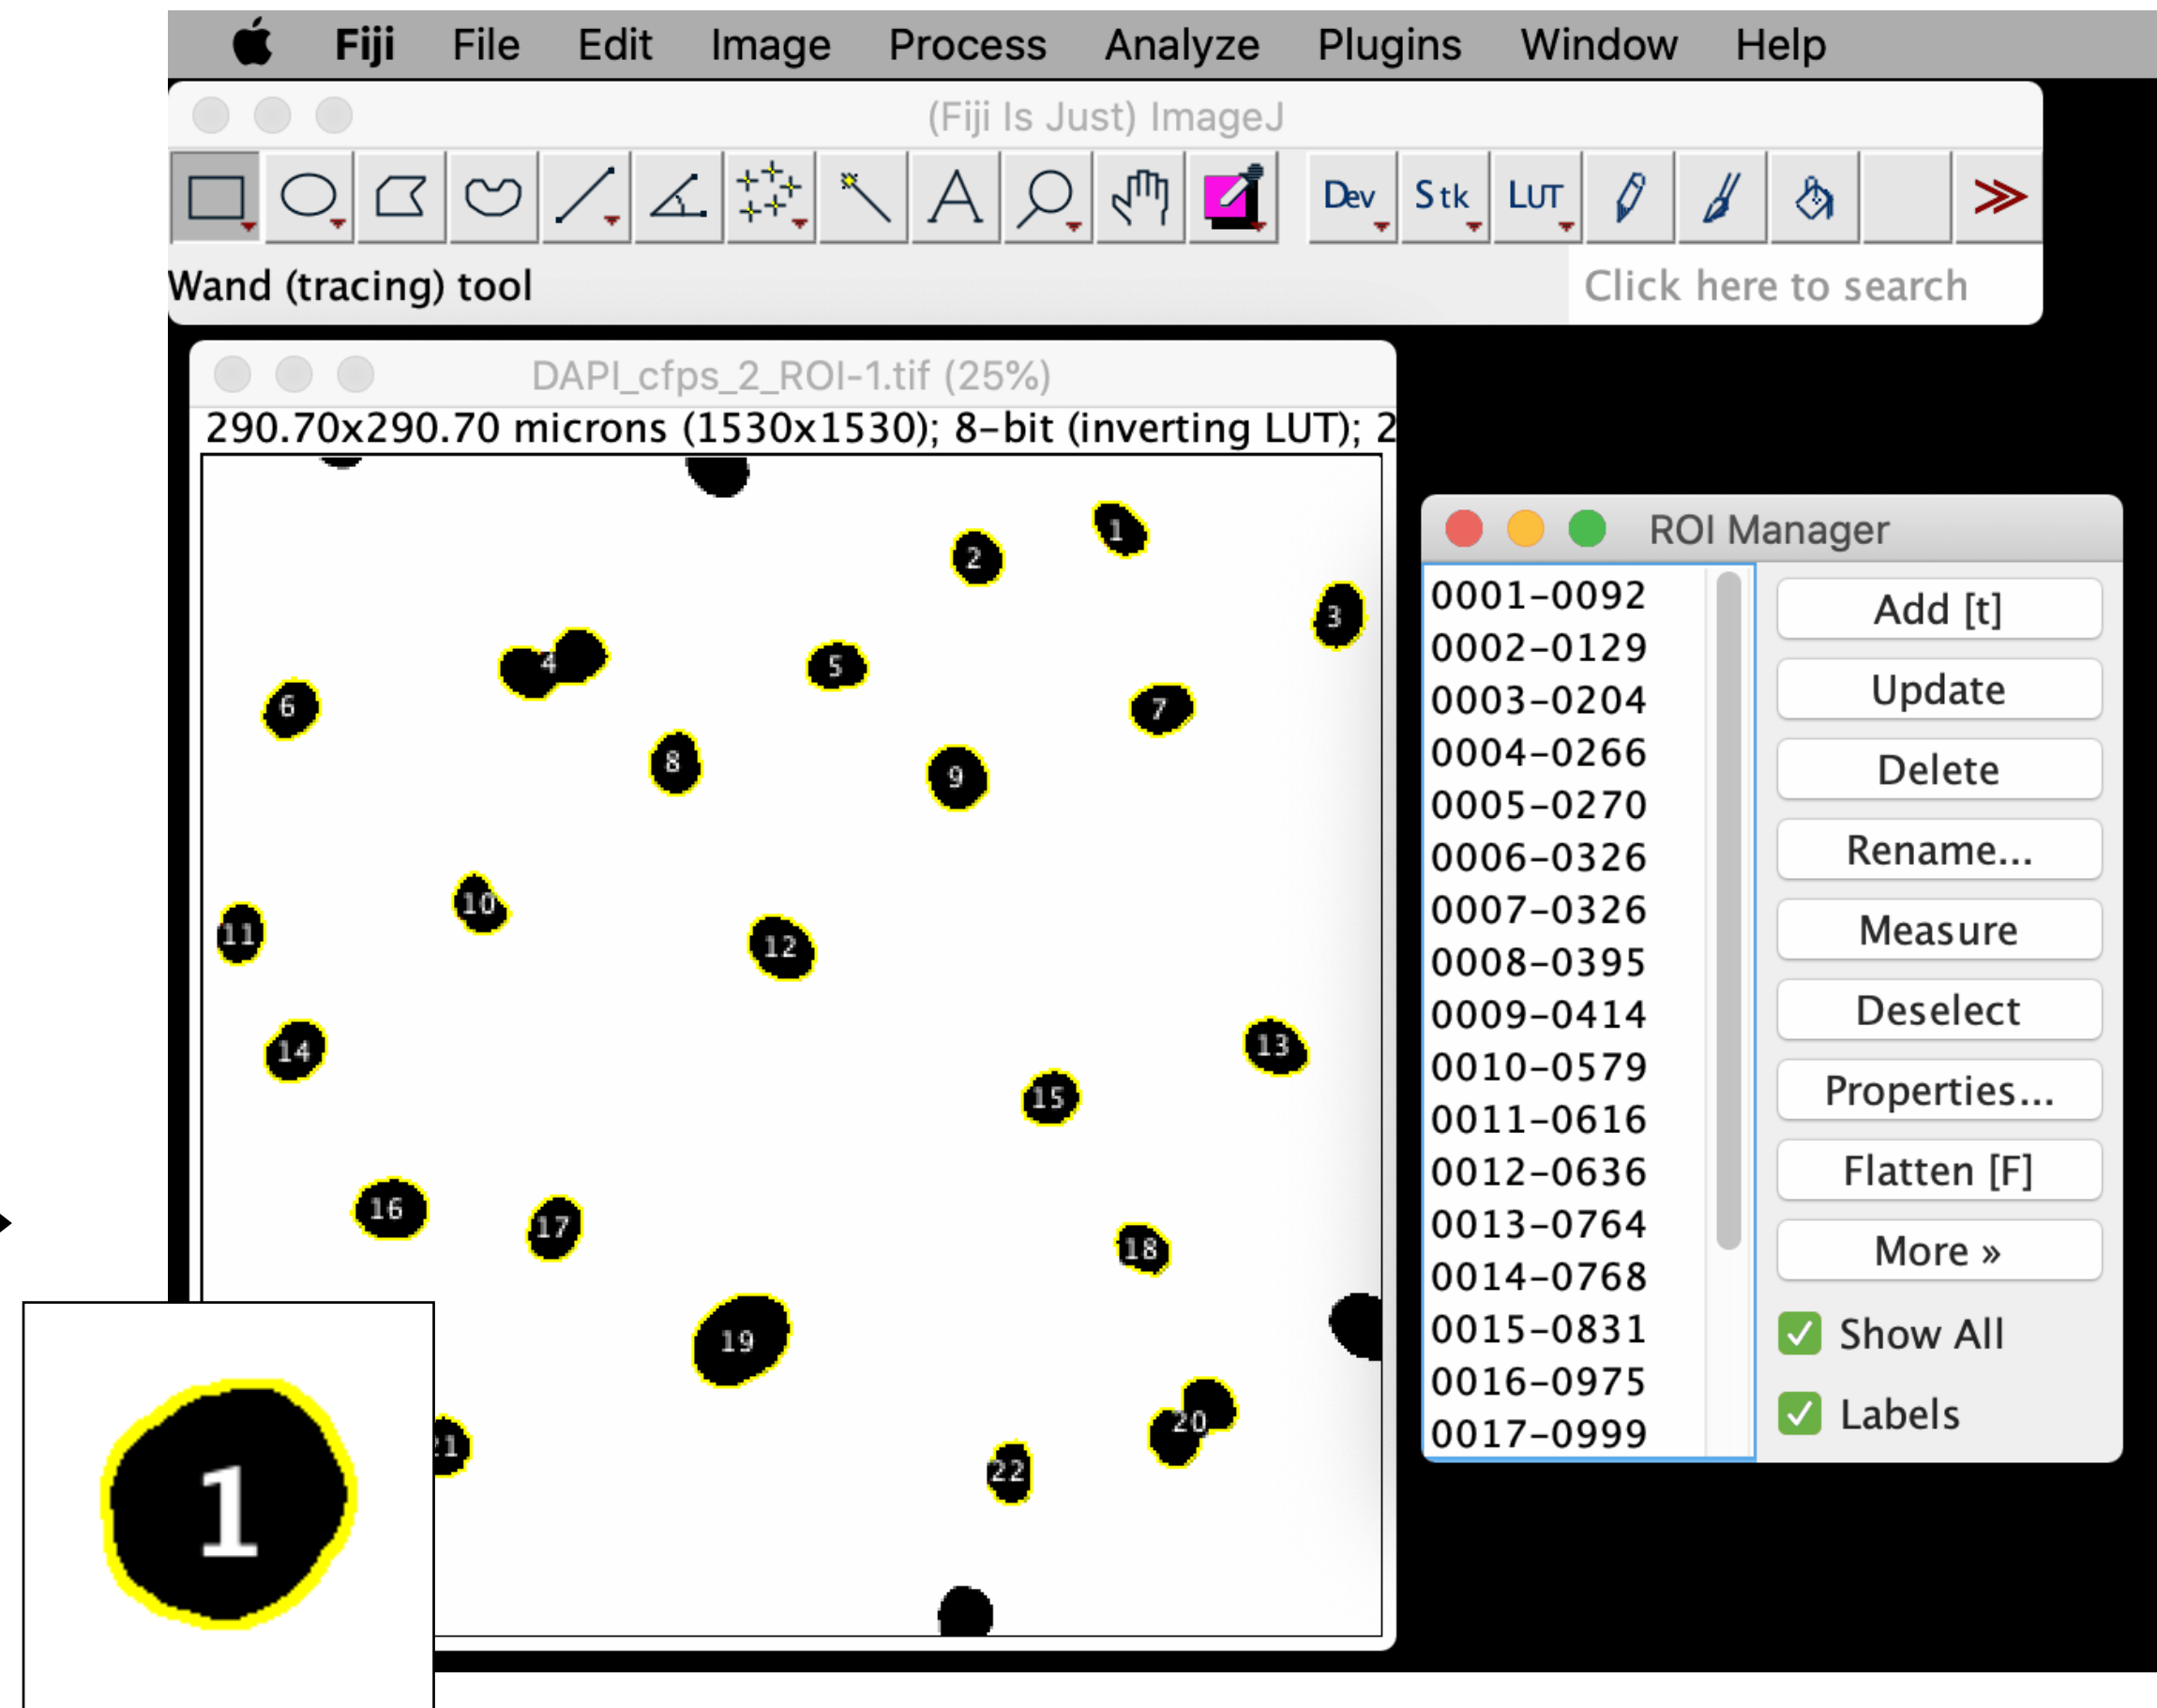 Fiji File Edit Image Process Analyze Plugins Window Help
(Fiji Is Just) ImageJ
A Dev Stk LUT
Wand (tracing) tool
Click here to search
DAPI_cfps_2_ROI-1.tif (25%)
290.70x290.70 microns (1530x1530); 8-bit (inverting LUT); 2
1
2
3
4
5
6
7
8
9
10
11
12
13
14
15
16
17
18
19
20
21
22
1
ROI Manager
0001-0092
0002-0129
0003-0204
0004-0266
0005-0270
0006-0326
0007-0326
0008-0395
0009-0414
0010-0579
0011-0616
0012-0636
0013-0764
0014-0768
0015-0831
0016-0975
0017-0999
Add [t]
Update
Delete
Rename...
Measure
Deselect
Properties...
Flatten [F]
More »
Show All
Labels